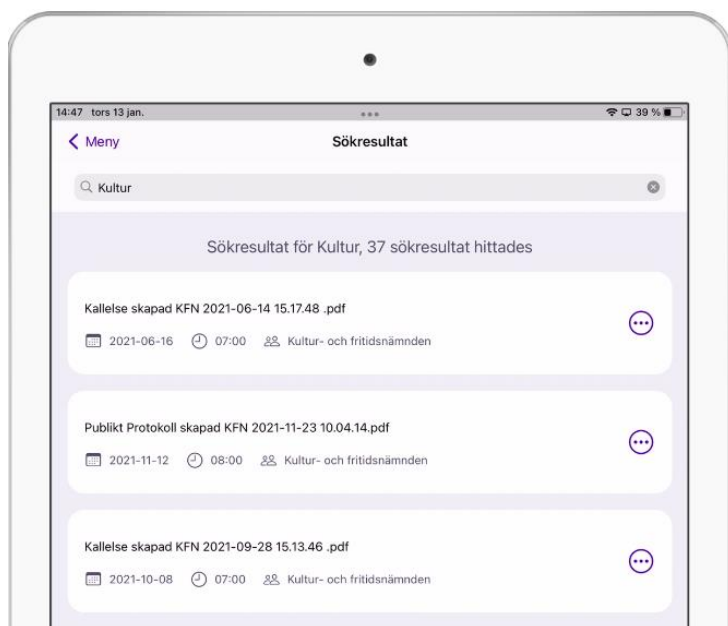 14:47 tors 13 jan.
39 %
Meny
Sökresultat
Kultur
Sökresultat för Kultur, 37 sökresultat hittades
Kallelse skapad KFN 2021-06-14 15.17.48 .pdf
2021-06-16 07:00 Kultur- och fritidsnämnden
Publikt Protokoll skapad KFN 2021-11-23 10.04.14.pdf
2021-11-12 08:00 Kultur- och fritidsnämnden
Kallelse skapad KFN 2021-09-28 15.13.46 .pdf
2021-10-08 07:00 Kultur- och fritidsnämnden